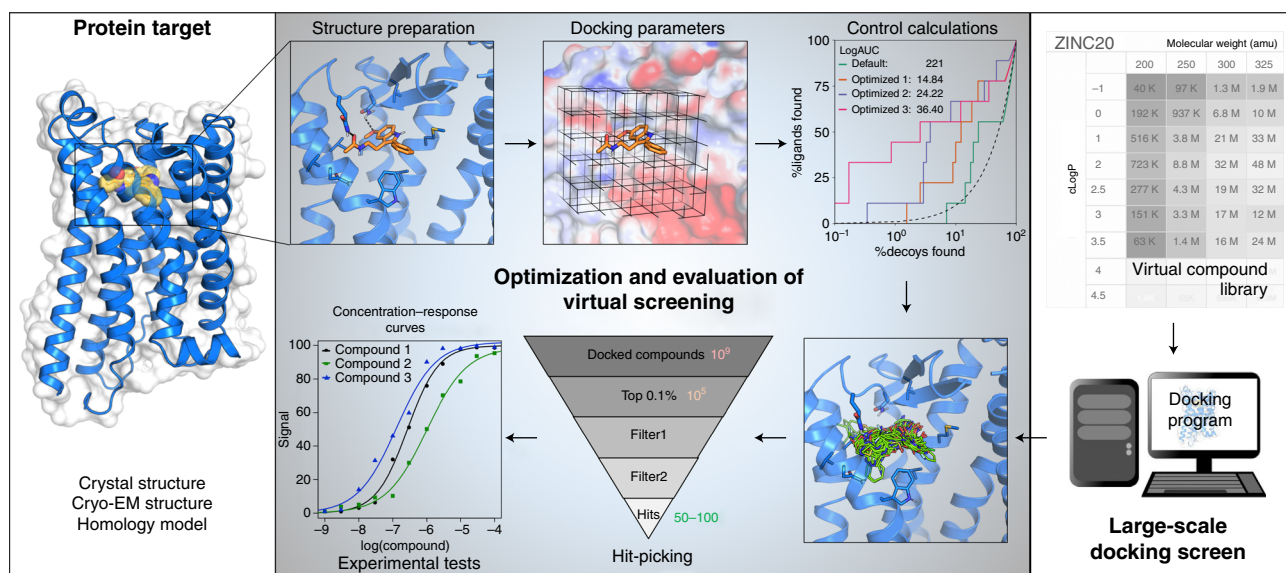 Protein target
Crystal structure
Cryo-EM structure
Homology model
Structure preparation
Docking parameters
Control calculations
LogAUC
Default: 221
Optimized 1: 14.84
Optimized 2: 24.22
Optimized 3: 36.40
%ligands found
100
75
50
25
0
10⁻¹ 10⁰ 10¹ 10²
%decoys found
Optimization and evaluation of
virtual screening
Concentration–response
curves
Compound 1
Compound 2
Compound 3
Signal
100
80
60
40
20
0
–9 –8 –7 –6 –5 –4
log(compound)
Experimental tests
Docked compounds 10⁹
Top 0.1% 10⁵
Filter1
Filter2
Hits 50–100
Hit-picking
ZINC20
Molecular weight (amu)
200 250 300 325
cLogP
–1 40 K 97 K 1.3 M 1.9 M
0 192 K 937 K 6.8 M 10 M
1 516 K 3.8 M 21 M 33 M
2 723 K 8.8 M 32 M 48 M
2.5 277 K 4.3 M 19 M 32 M
3 151 K 3.3 M 17 M 12 M
3.5 63 K 1.4 M 16 M 24 M
4
4.5
Virtual compound
library
Docking
program
Large-scale
docking screen